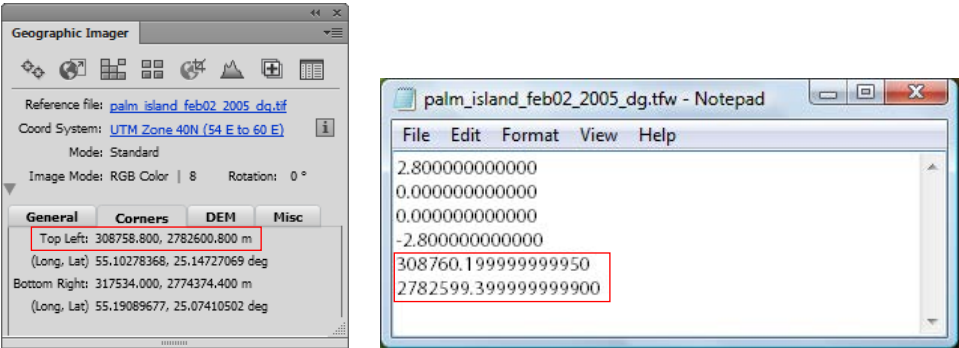 Geographic Imager
Reference file: palm_island_feb02_2005_dg.tif
Coord System: UTM Zone 40N (54 E to 60 E)
Mode: Standard
Image Mode: RGB Color | 8 Rotation: 0 °
General Corners DEM Misc
Top Left: 308758.800, 2782600.800 m
(Long, Lat) 55.10278368, 25.14727069 deg
Bottom Right: 317534.000, 2774374.400 m
(Long, Lat) 55.19089677, 25.07410502 deg
palm_island_feb02_2005_dg.tfw - Notepad
File Edit Format View Help
2.800000000000
0.000000000000
0.000000000000
-2.800000000000
308760.199999999950
2782599.399999999900